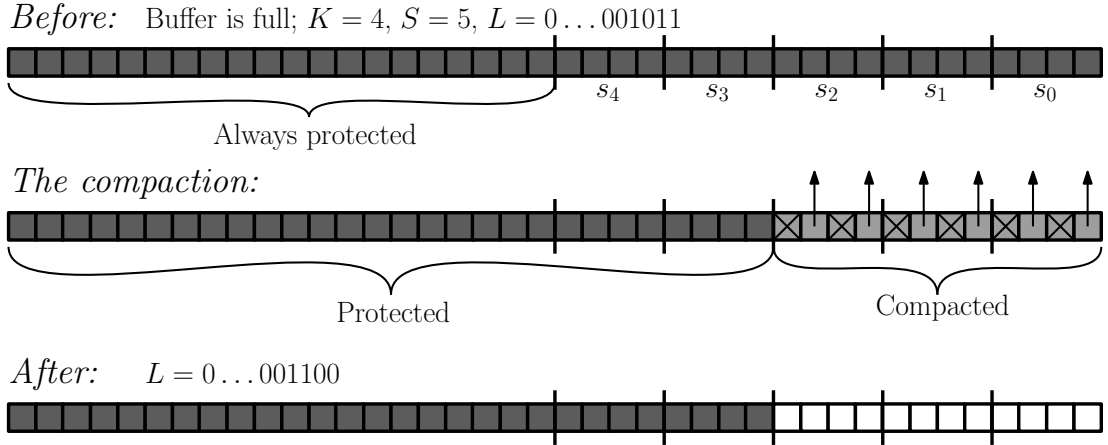 Before: Buffer is full; K = 4, S = 5, L = 0 . . . 001011
s₄ s₃ s₂ s₁ s₀
Always protected
The compaction:
Protected
Compacted
After: L = 0 . . . 001100